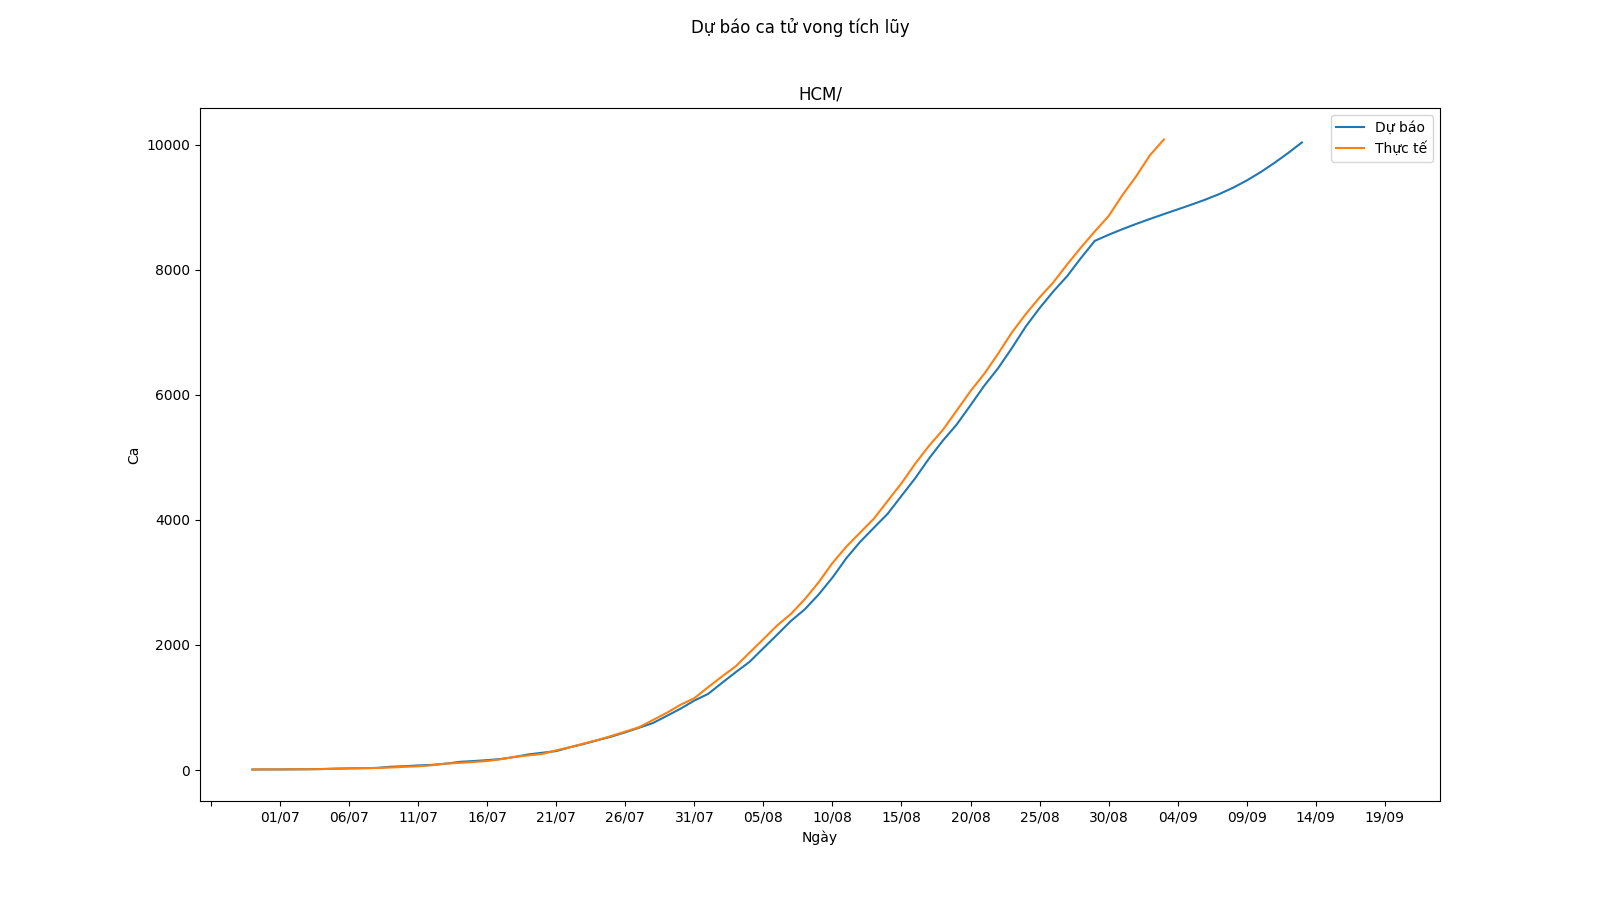 Dự báo ca tử vong tích lũy
HCM/
Dự báo
Thực tế
10000
8000
6000
4000
2000
0
Ca
01/07 06/07 11/07 16/07 21/07 26/07 31/07 05/08 10/08 15/08 20/08 25/08 30/08 04/09 09/09 14/09 19/09
Ngày